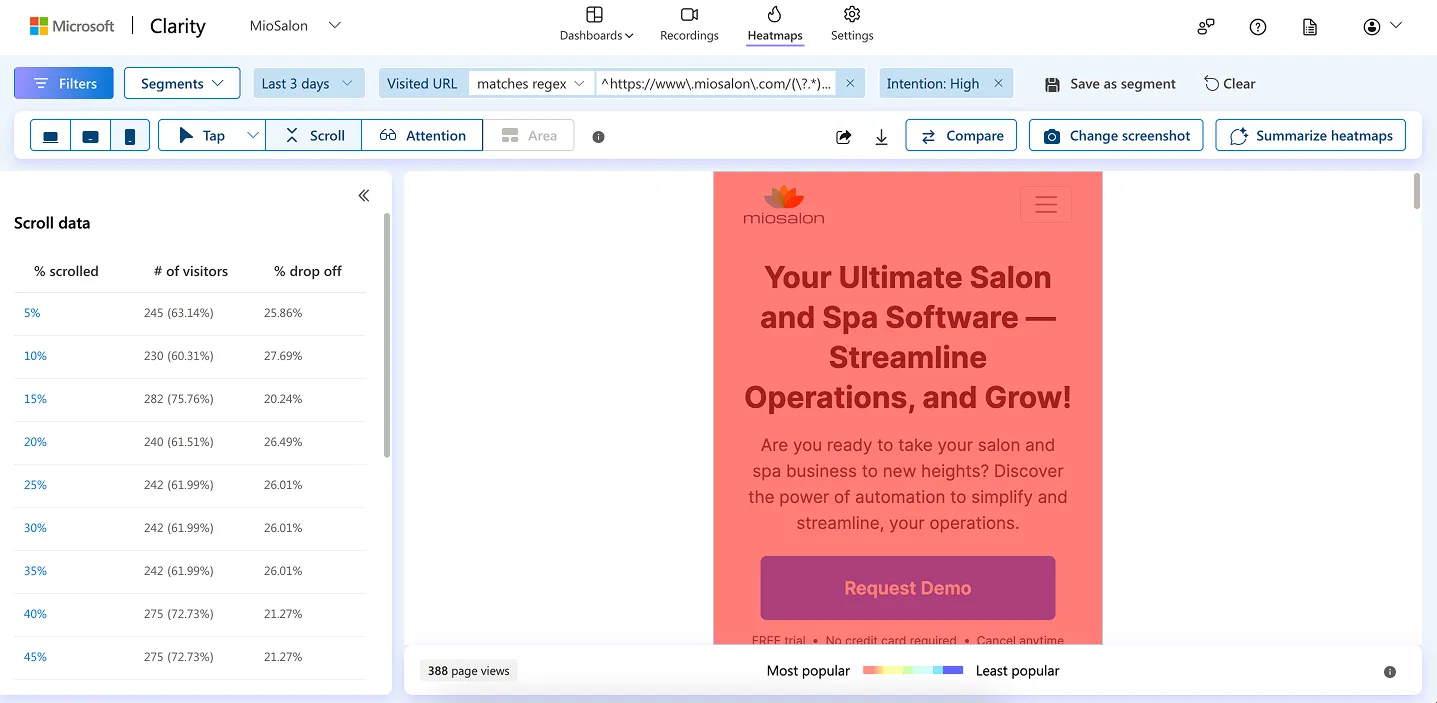 Microsoft | Clarity MioSalon
Dashboards Recordings Heatmaps Settings
Filters Segments Last 3 days Visited URL matches regex ^https://www\.miosalon\.com/(\?.*)... Intention: High Save as segment Clear
Tap Scroll Attention Area Compare Change screenshot Summarize heatmaps
Scroll data
% scrolled # of visitors % drop off
5% 245 (63.14%) 25.86%
10% 230 (60.31%) 27.69%
15% 282 (75.76%) 20.24%
20% 240 (61.51%) 26.49%
25% 242 (61.99%) 26.01%
30% 242 (61.99%) 26.01%
35% 242 (61.99%) 26.01%
40% 275 (72.73%) 21.27%
45% 275 (72.73%) 21.27%
miosalon
Your Ultimate Salon
and Spa Software —
Streamline
Operations, and Grow!
Are you ready to take your salon and
spa business to new heights? Discover
the power of automation to simplify and
streamline, your operations.
Request Demo
FREE trial • No credit card required • Cancel anytime
388 page views Most popular Least popular